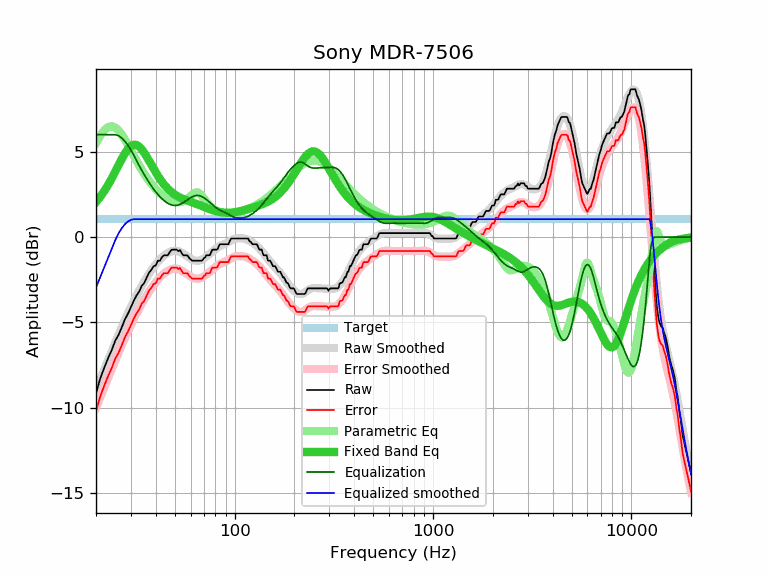 Sony MDR-7506
Amplitude (dBr)
5
0
−5
−10
−15
Target
Raw Smoothed
Error Smoothed
Raw
Error
Parametric Eq
Fixed Band Eq
Equalization
Equalized smoothed
100
1000
10000
Frequency (Hz)